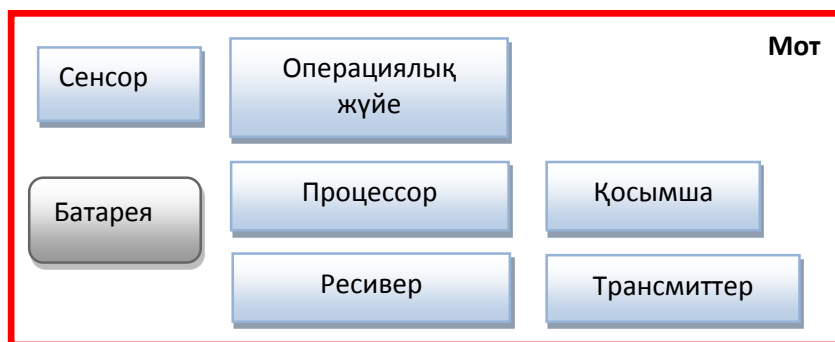 Мот
Сенсор
Операциялық
жүйе
Батарея
Процессор
Қосымша
Ресивер
Трансмиттер